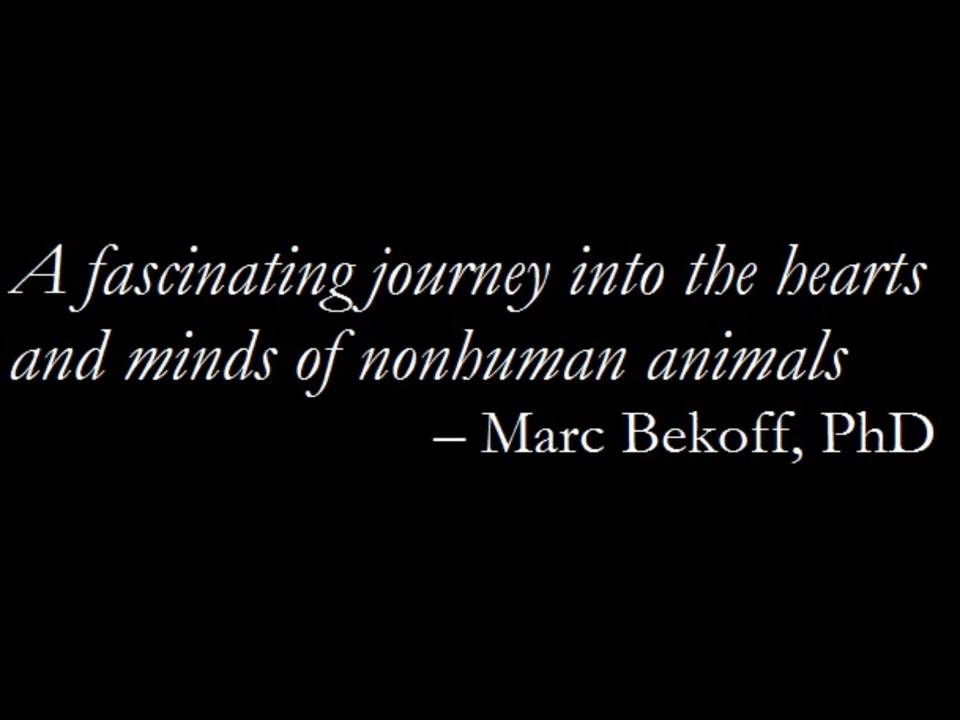 A fascinating journey into the hearts
and minds of nonhuman animals
– Marc Bekoff, PhD